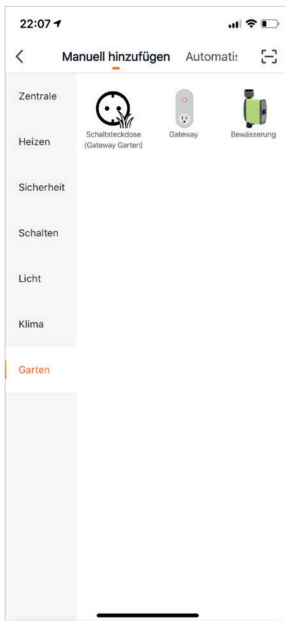 22:07
Manuell hinzufügen Automatis
Zentrale
Heizen
Sicherheit
Schalten
Licht
Klima
Garten
Schaltsteckdose
(Gateway Garten)
Gateway
Bewässerung